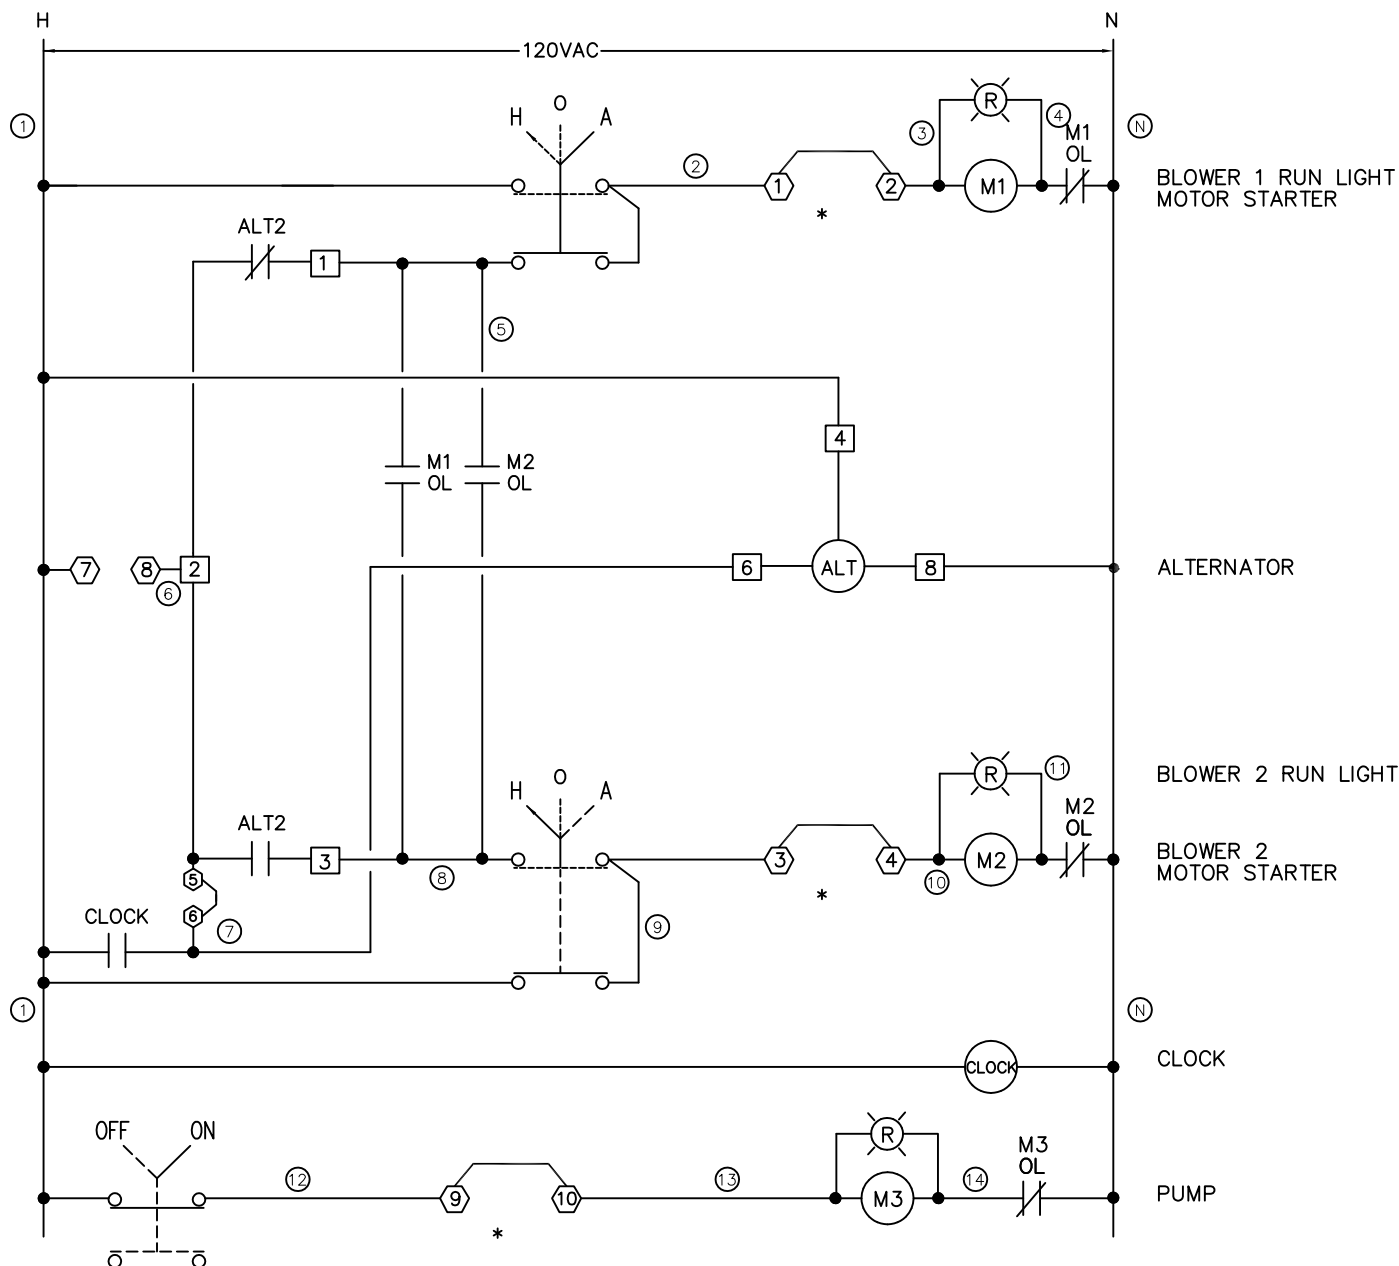 H N
120VAC
H O A
R
1 3 4 N
M1
OL
2
1 2 M1
BLOWER 1 RUN LIGHT
MOTOR STARTER
*
ALT2
1
5
4
M1 M2
OL OL
7 8 2 6 ALT 8 ALTERNATOR
6
H O A
R 11 BLOWER 2 RUN LIGHT
M2
OL
ALT2
3 3 4 M2
BLOWER 2
MOTOR STARTER
8 10
*
5
6
CLOCK 7 9
1 N
CLOCK CLOCK
OFF ON R
M3
OL
12 13 14
9 10 M3 PUMP
*